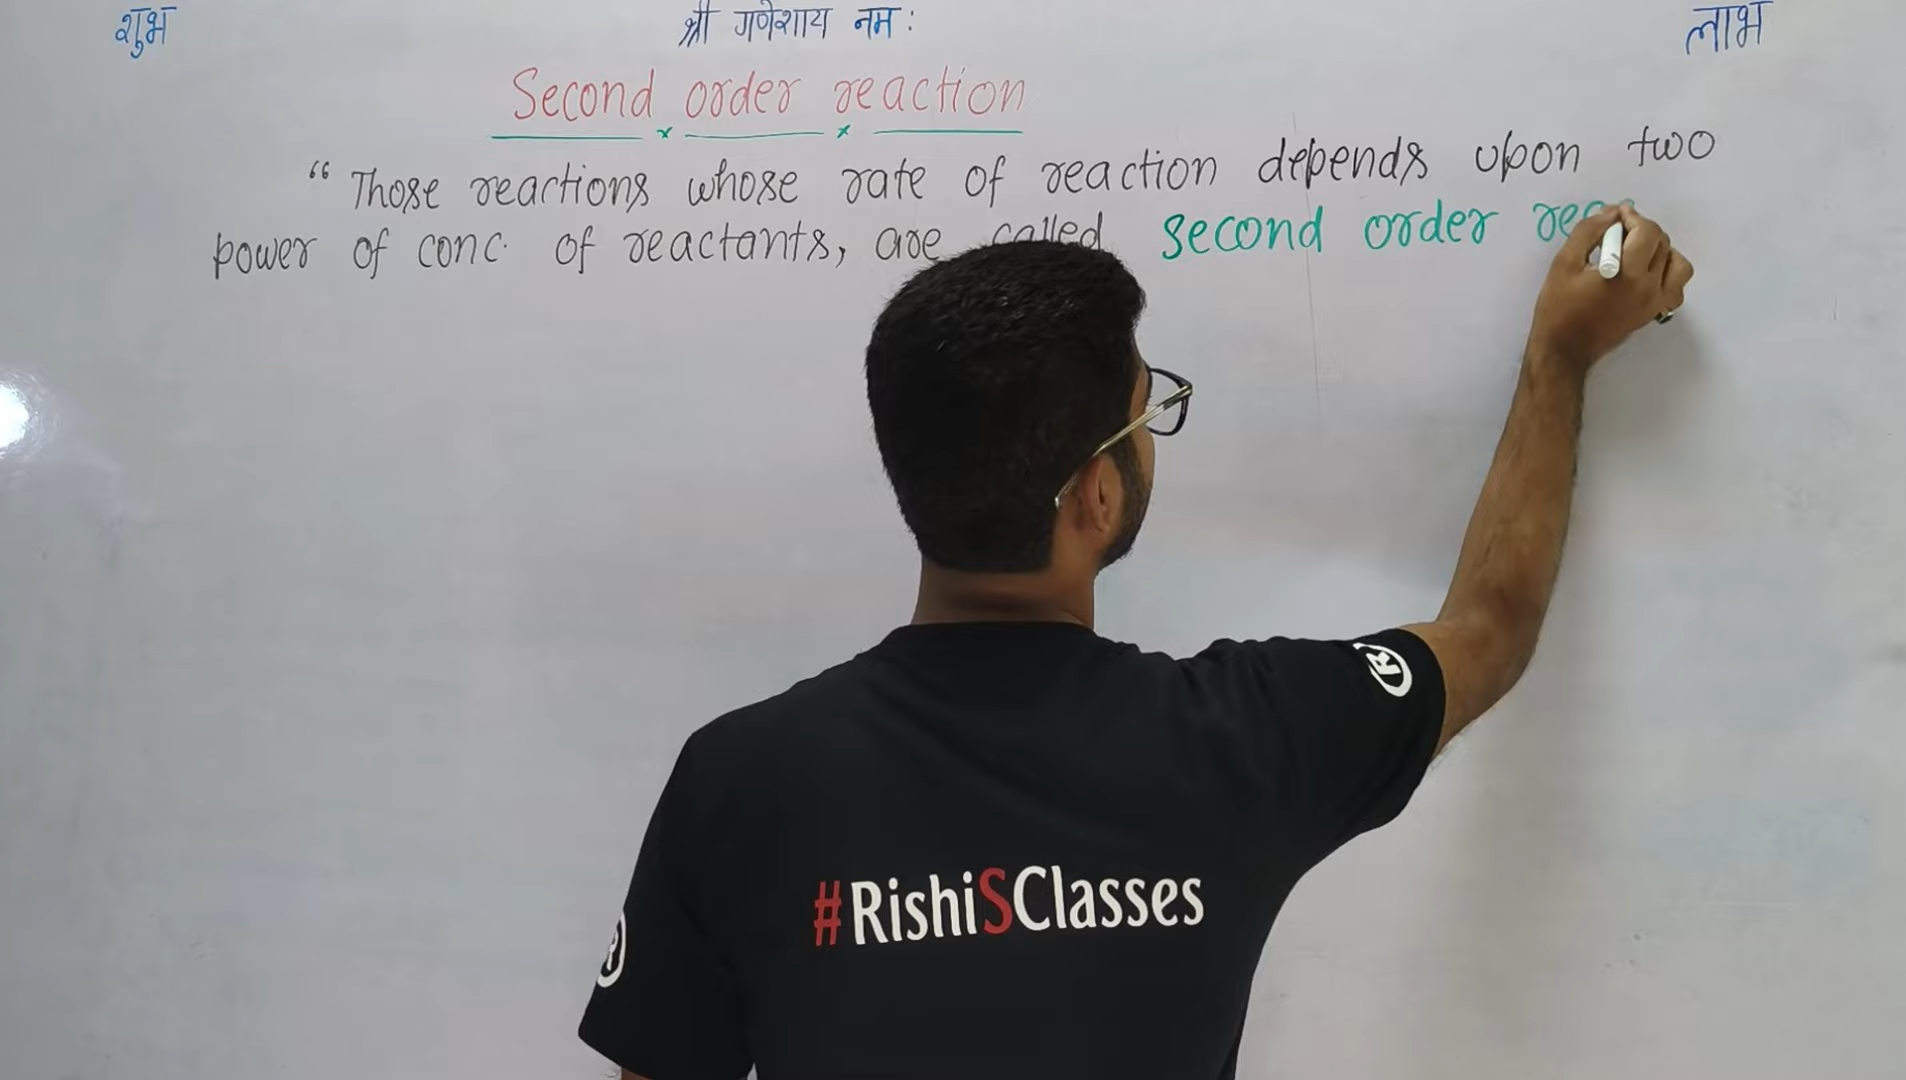 शुभ श्री गणेशाय नम: लाभ
Second order reaction
“ Those reactions whose rate of reaction depends upon two
power of conc. of reactants, are called second order
#RishiSClasses
R
R